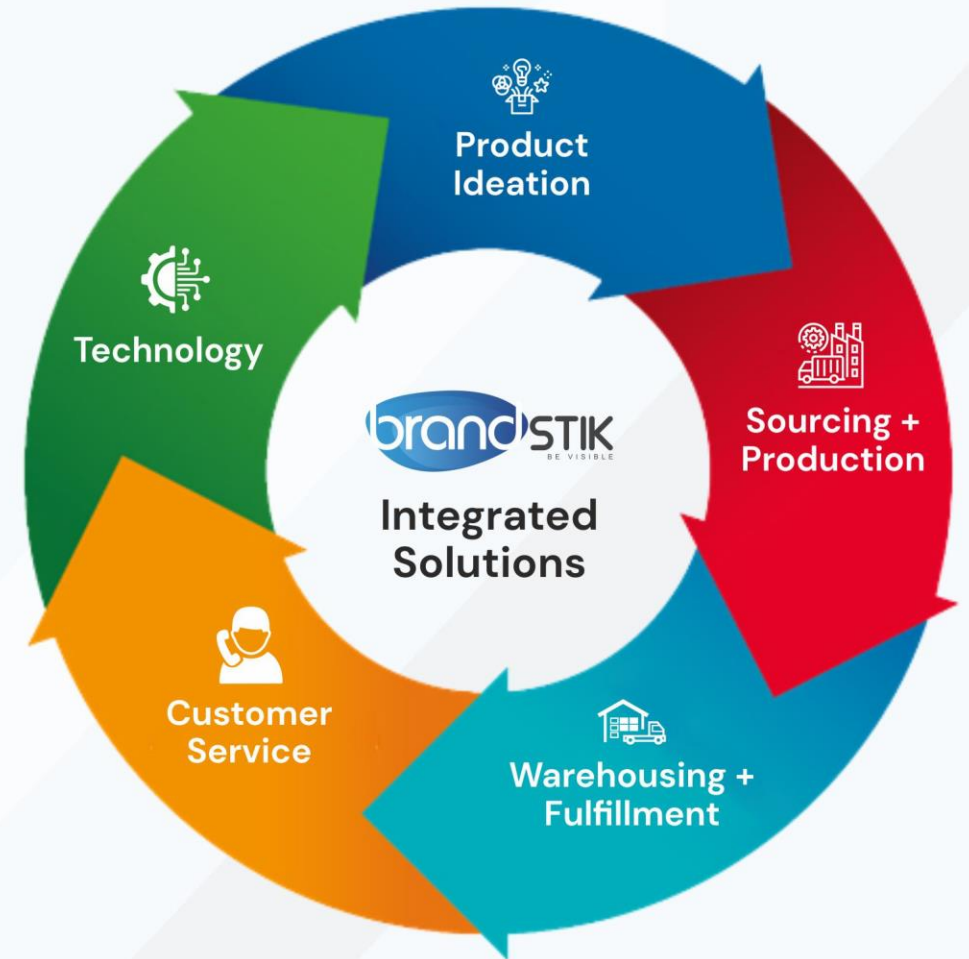 Product
Ideation
Technology
Sourcing +
Production
brandSTIK
BE VISIBLE
Integrated
Solutions
Customer
Service
Warehousing +
Fulfillment